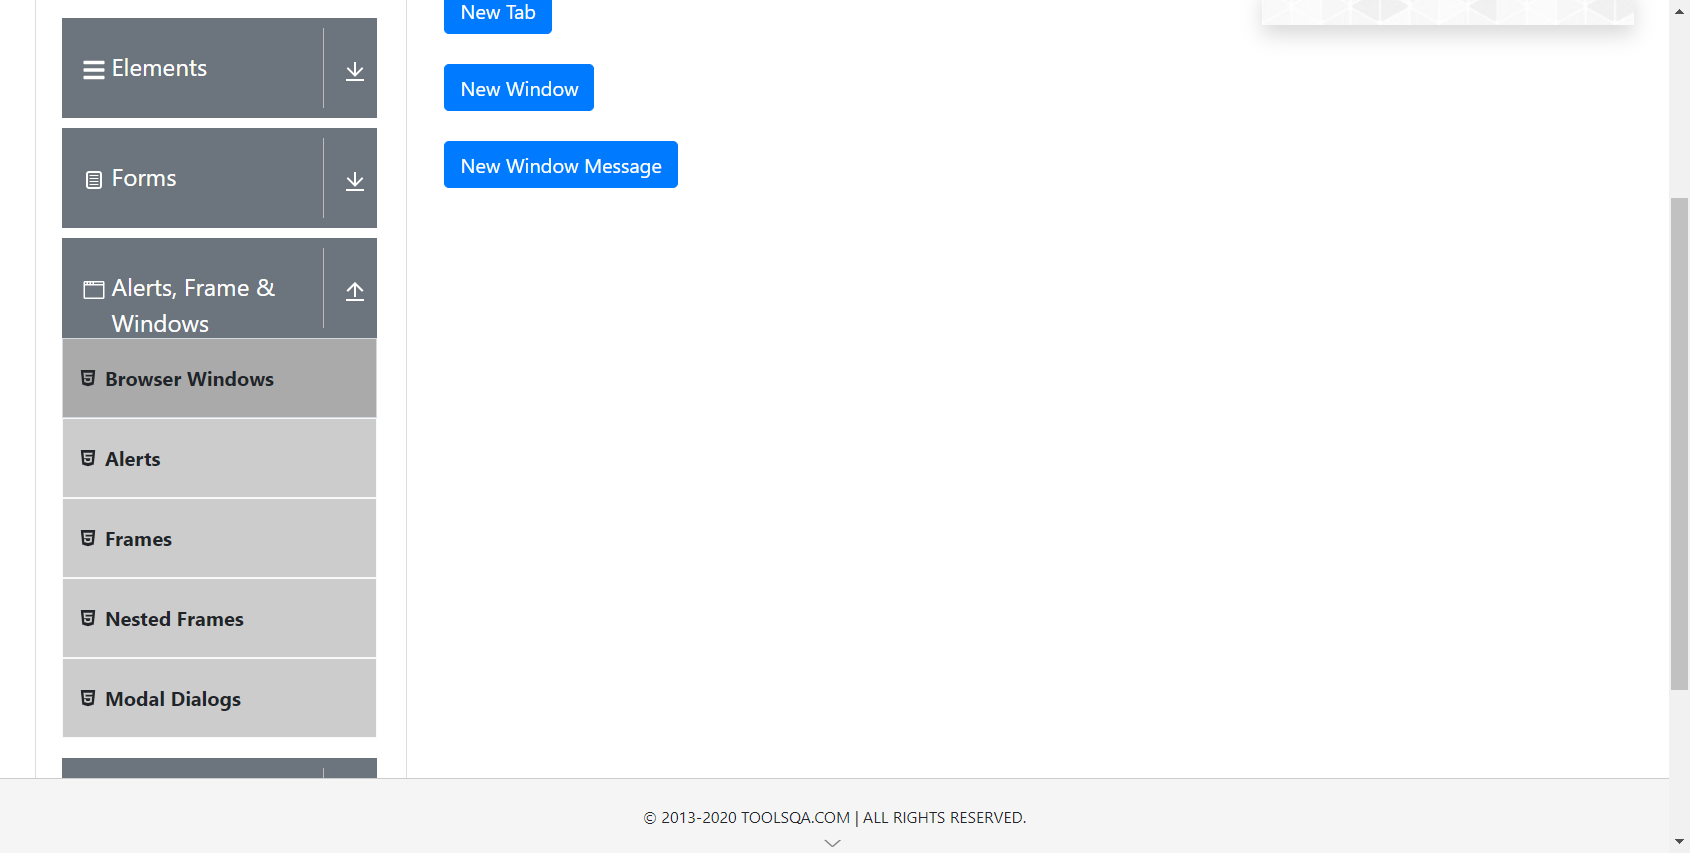 Elements
Forms
Alerts, Frame &
Windows
Browser Windows
Alerts
Frames
Nested Frames
Modal Dialogs
New Tab
New Window
New Window Message
© 2013-2020 TOOLSQA.COM | ALL RIGHTS RESERVED.